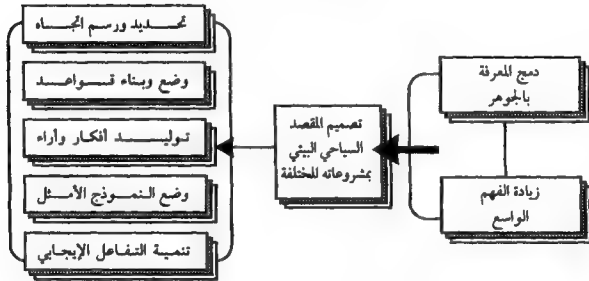 دمج المعرفة
بالجوهر
زيادة الفهم
الواسع
تصميم المقصد
السياحي البيئي
بمشروعاته المختلفة
تحديد ورسم اتجاه
وضع وبناء قواعد
توليد أفكار وآراء
وضع النموذج الأمثل
تنمية التفاعل الإيجابي